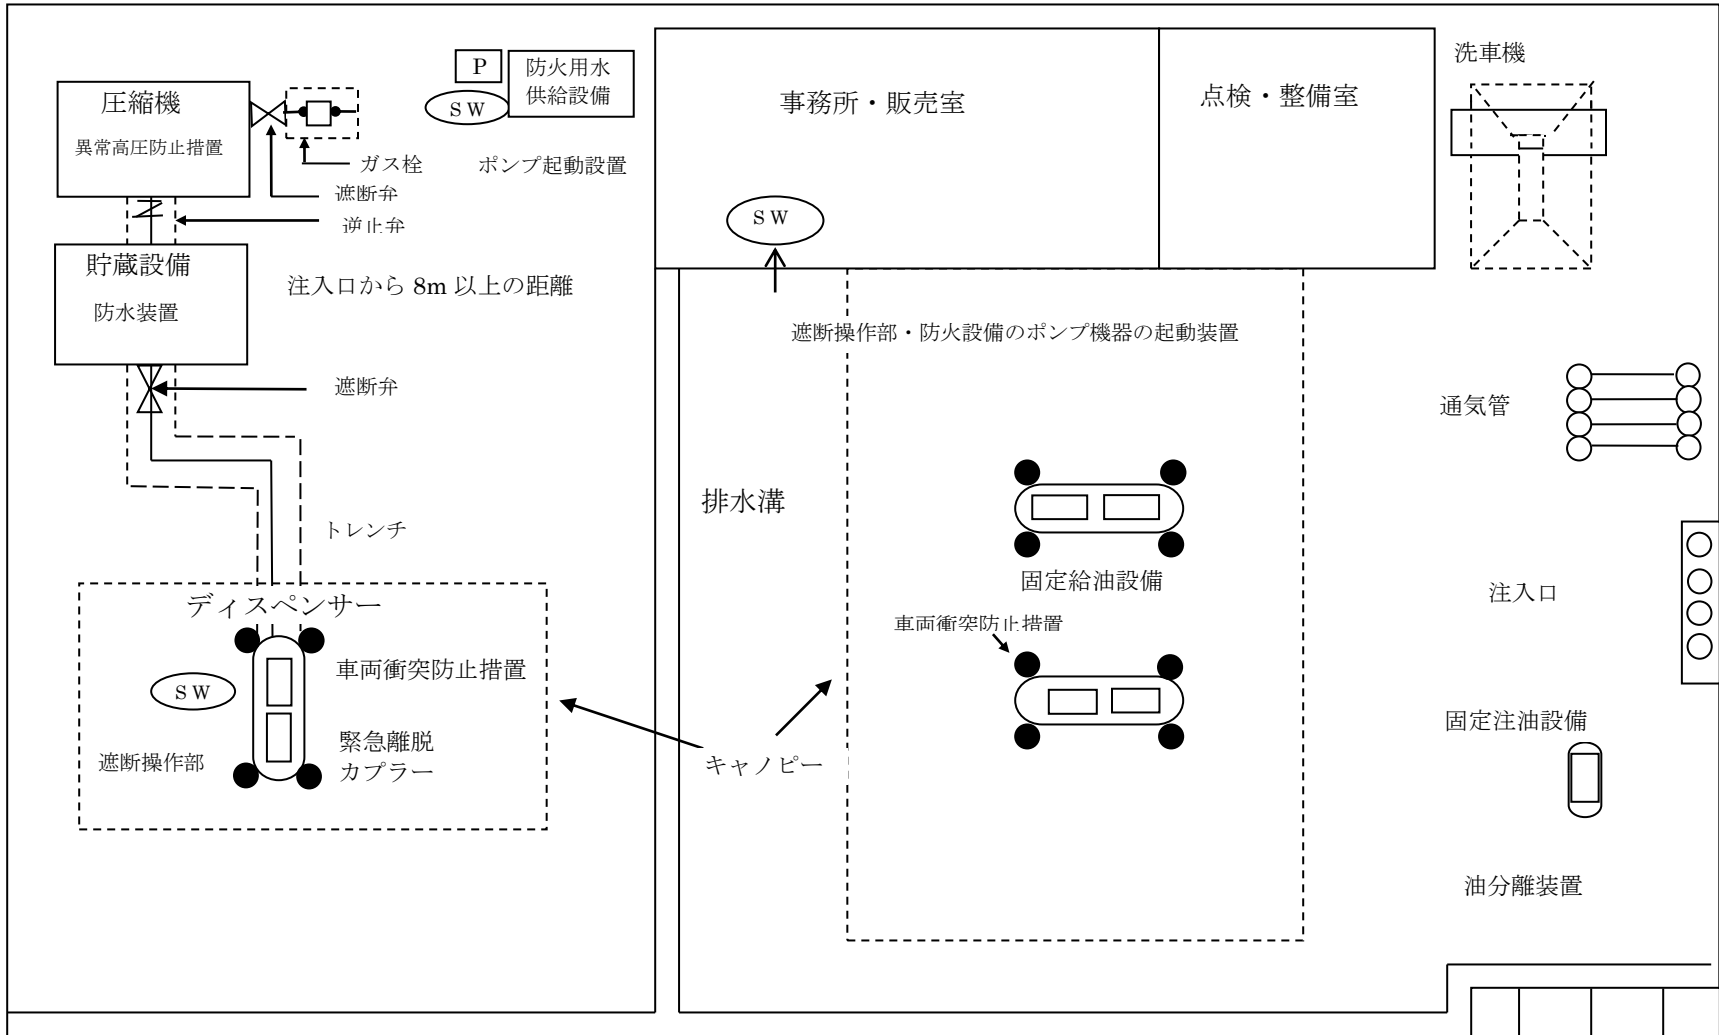 圧縮機
異常高圧防止措置
P
SW
防火用水
供給設備
ガス栓
ポンプ起動設置
遮断弁
逆止弁
貯蔵設備
防水装置
注入口から 8m 以上の距離
遮断弁
トレンチ
ディスペンサー
車両衝突防止措置
SW
緊急離脱
カプラー
遮断操作部
事務所・販売室
点検・整備室
洗車機
SW
遮断操作部・防火設備のポンプ機器の起動装置
通気管
排水溝
固定給油設備
車両衝突防止措置
注入口
固定注油設備
キャノピー
油分離装置